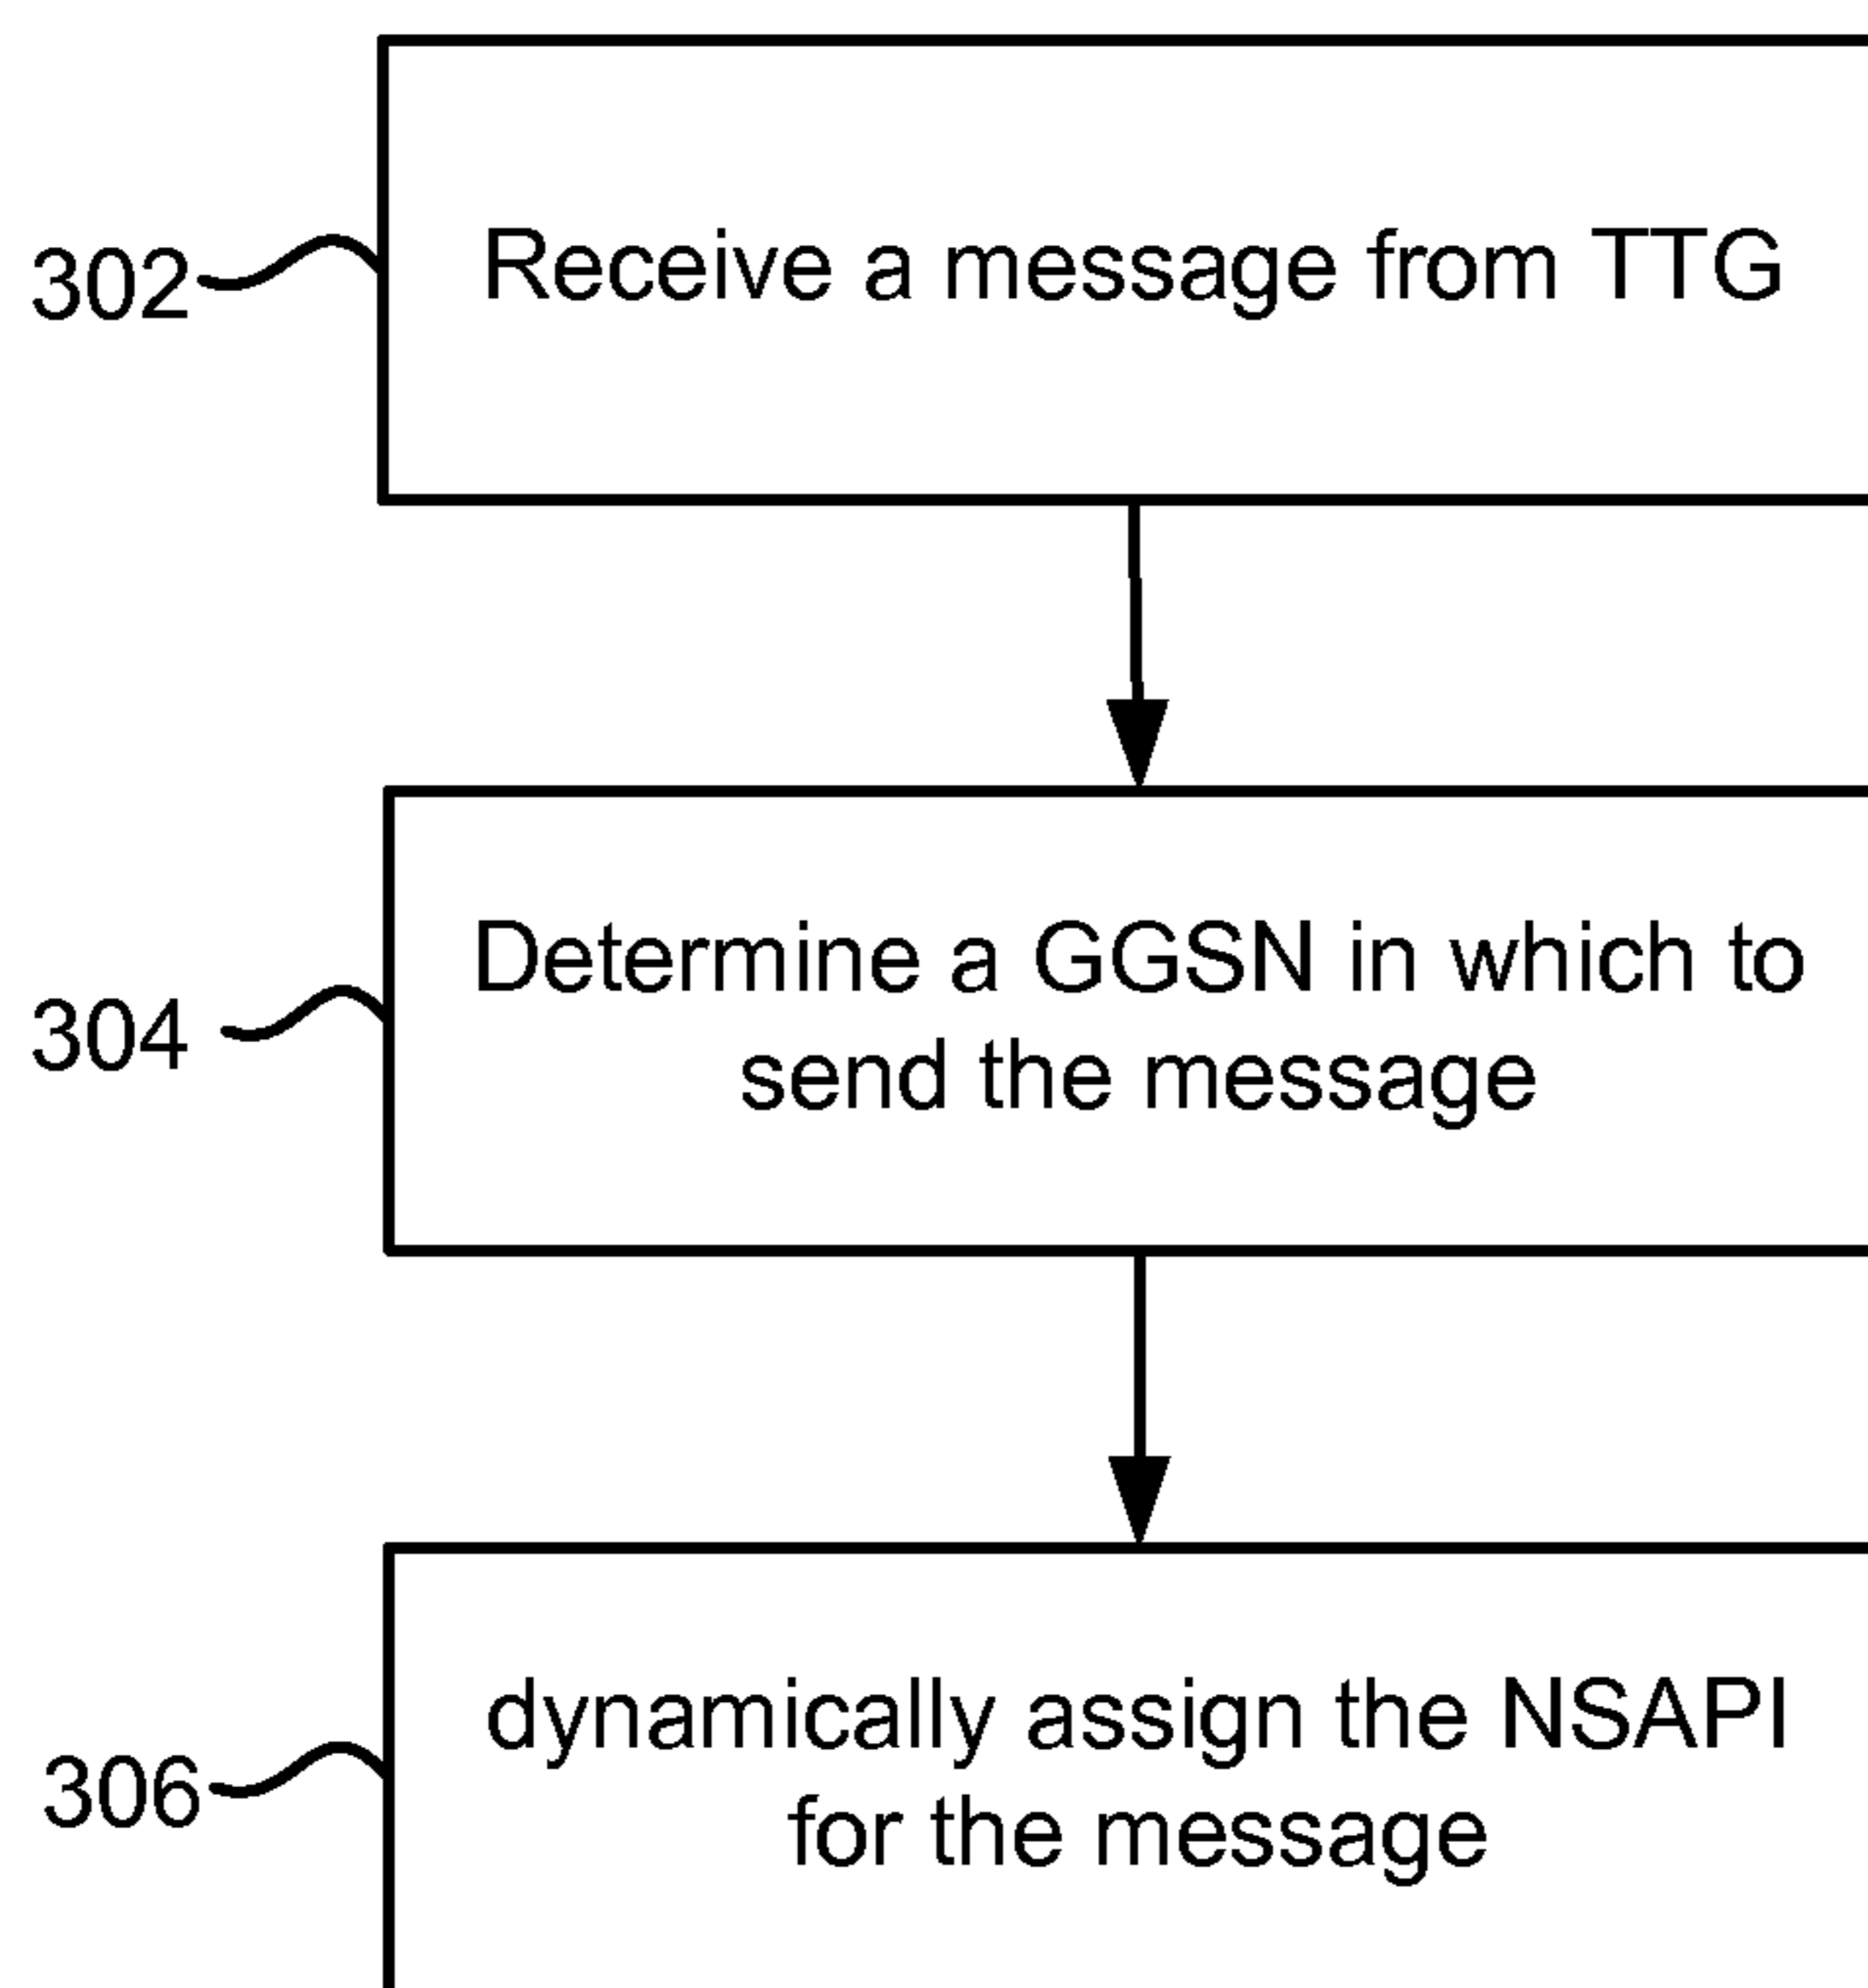 302
Receive a message from TTG
304
Determine a GGSN in which to
send the message
306
dynamically assign the NSAPI
for the message